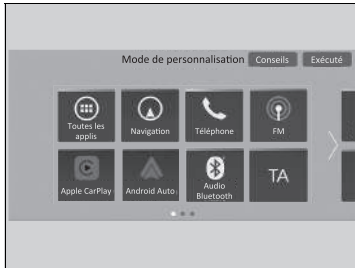 Mode de personnalisation Conseils Exécuté
Toutes les
applis
Navigation
Téléphone
FM
Apple CarPlay
Android Auto
Audio
Bluetooth
TA